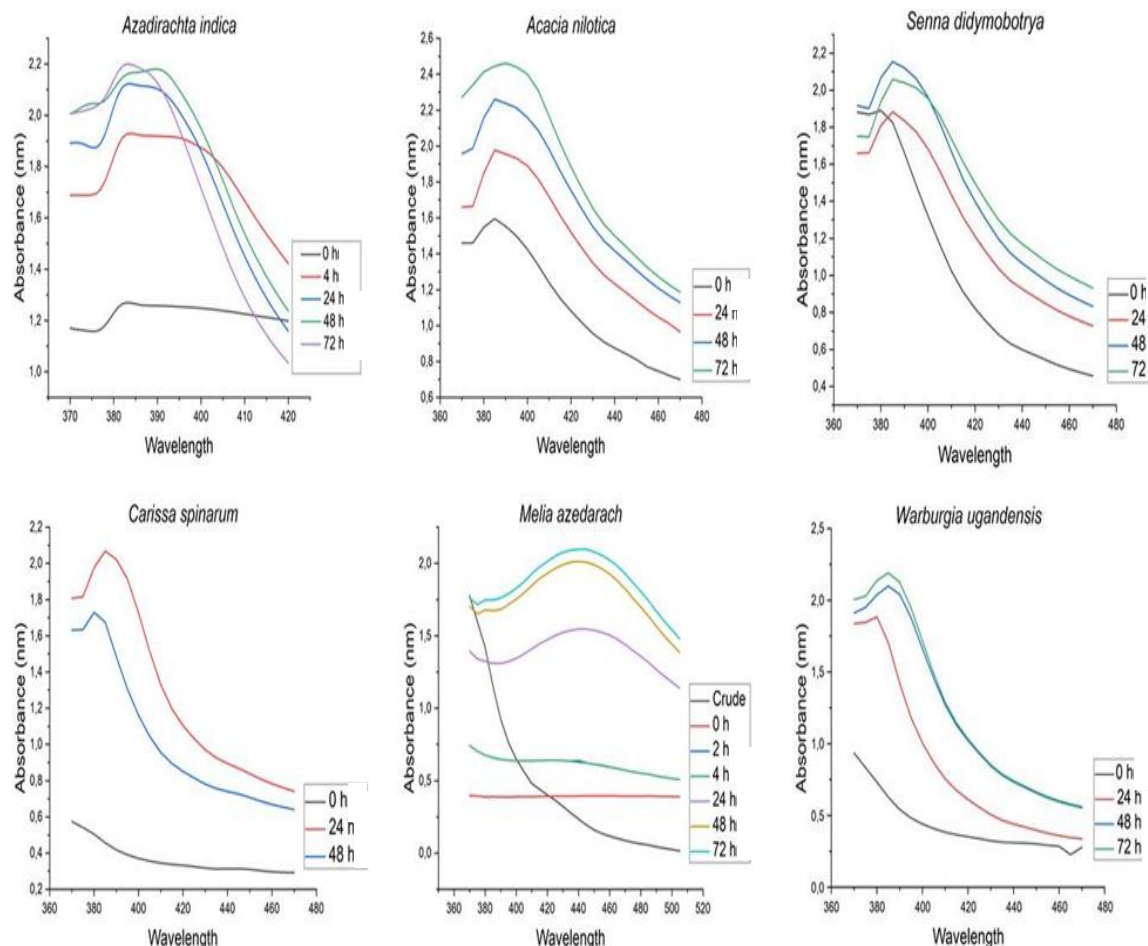 Azadirachta indica
2,2
2,0
1,8
1,6
1,4
1,2
1,0
Absorbance (nm)
370 380 390 400 410 420
Wavelength
0 h
4 h
24 h
48 h
72 h
Acacia nilotica
2,6
2,4
2,2
2,0
1,8
1,6
1,4
1,2
1,0
0,8
0,6
Absorbance (nm)
360 380 400 420 440 460 480
Wavelength
0 h
24 h
48 h
72 h
Senna didymobotrya
2,2
2,0
1,8
1,6
1,4
1,2
1,0
0,8
0,6
0,4
Absorbance (nm)
360 380 400 420 440 460 480
Wavelength
0 h
24
48
72
Carissa spinarum
2,2
2,0
1,8
1,6
1,4
1,2
1,0
0,8
0,6
0,4
0,2
Absorbance (nm)
360 380 400 420 440 460 480
Wavelength
0 h
24 h
48 h
Melia azedarach
2,0
1,5
1,0
0,5
0,0
Absorbance (nm)
360 380 400 420 440 460 480 500 520
Wavelength
Crude
0 h
2 h
4 h
24 h
48 h
72 h
Warburgia ugandensis
2,5
2,0
1,5
1,0
0,5
0,0
Absorbance (nm)
360 380 400 420 440 460 480
Wavelength
0 h
24 h
48 h
72 h